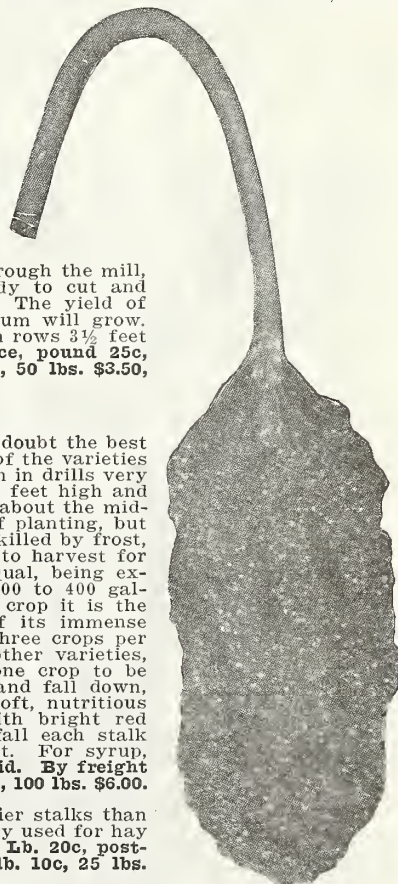 rough the mill,
dy to cut and
The yield of
um will grow.
n rows 3½ feet
ce, pound 25c,
, 50 lbs. $3.50,
doubt the best
of the varieties
n in drills very
feet high and
about the mid-
f planting, but
killed by frost,
to harvest for
qual, being ex-
00 to 400 gal-
crop it is the
f its immense
three crops per
other varieties,
one crop to be
and fall down,
oft, nutritious
ith bright red
fall each stalk
t. For syrup,
id. By freight
, 100 lbs. $6.00.
ier stalks than
y used for hay
Lb. 20c, post-
lb. 10c, 25 lbs.